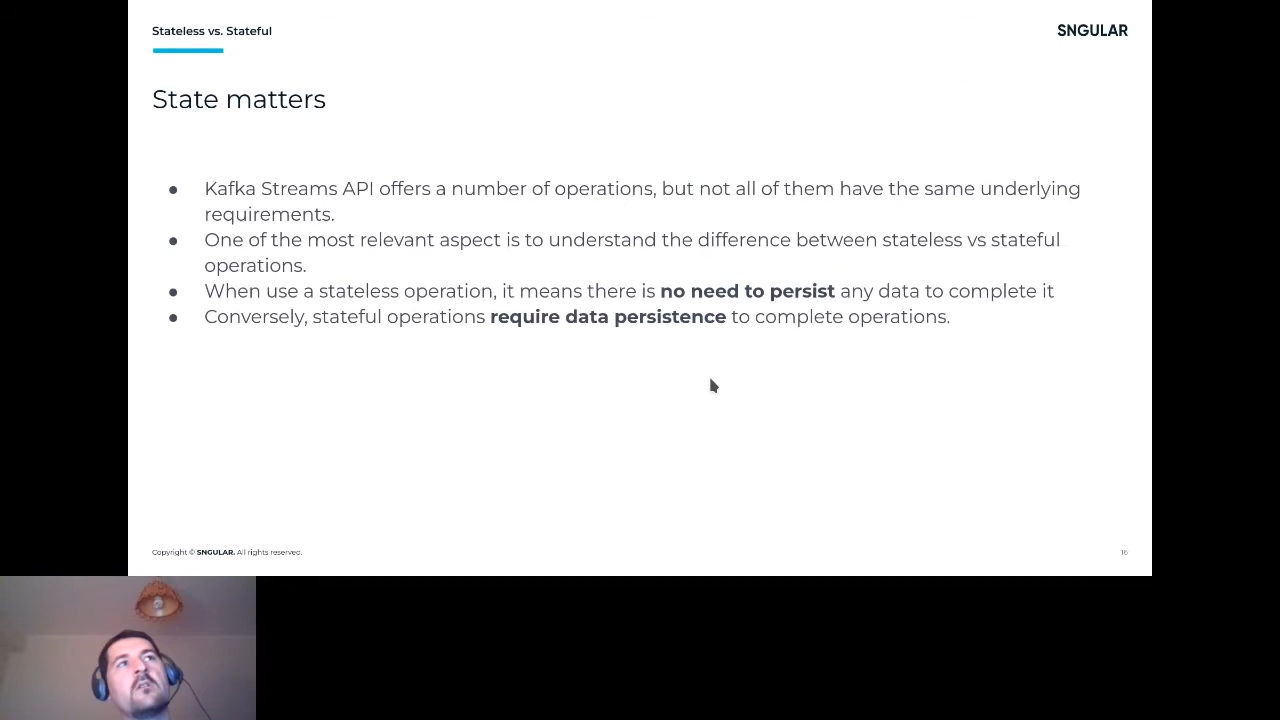 Stateless vs. Stateful
SNGULAR
State matters
● Kafka Streams API offers a number of operations, but not all of them have the same underlying
requirements.
● One of the most relevant aspect is to understand the difference between stateless vs stateful
operations.
● When use a stateless operation, it means there is no need to persist any data to complete it
● Conversely, stateful operations require data persistence to complete operations.
Copyright © SNGULAR. All rights reserved.
16